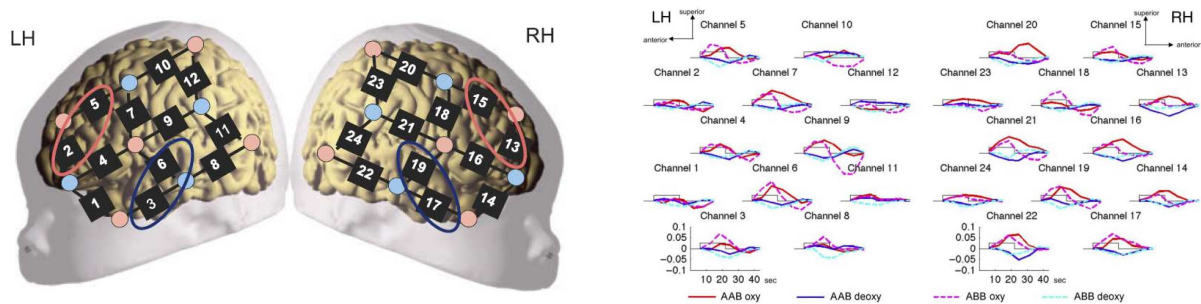 LH
RH
10
20
12
23
5
15
7
18
9
2
21
11
13
4
24
16
6
19
8
22
3
17
14
1
LH
superior
anterior
RH
superior
anterior
Channel 5
Channel 10
Channel 20
Channel 15
Channel 2
Channel 7
Channel 12
Channel 23
Channel 18
Channel 13
Channel 4
Channel 9
Channel 21
Channel 16
Channel 1
Channel 6
Channel 11
Channel 24
Channel 19
Channel 14
Channel 3
Channel 8
Channel 22
Channel 17
0.1
0.05
0
−0.05
−0.1
10 20 30 40 sec
0.1
0.05
0
−0.05
−0.1
10 20 30 40 sec
AAB oxy
AAB deoxy
ABB oxy
ABB deoxy